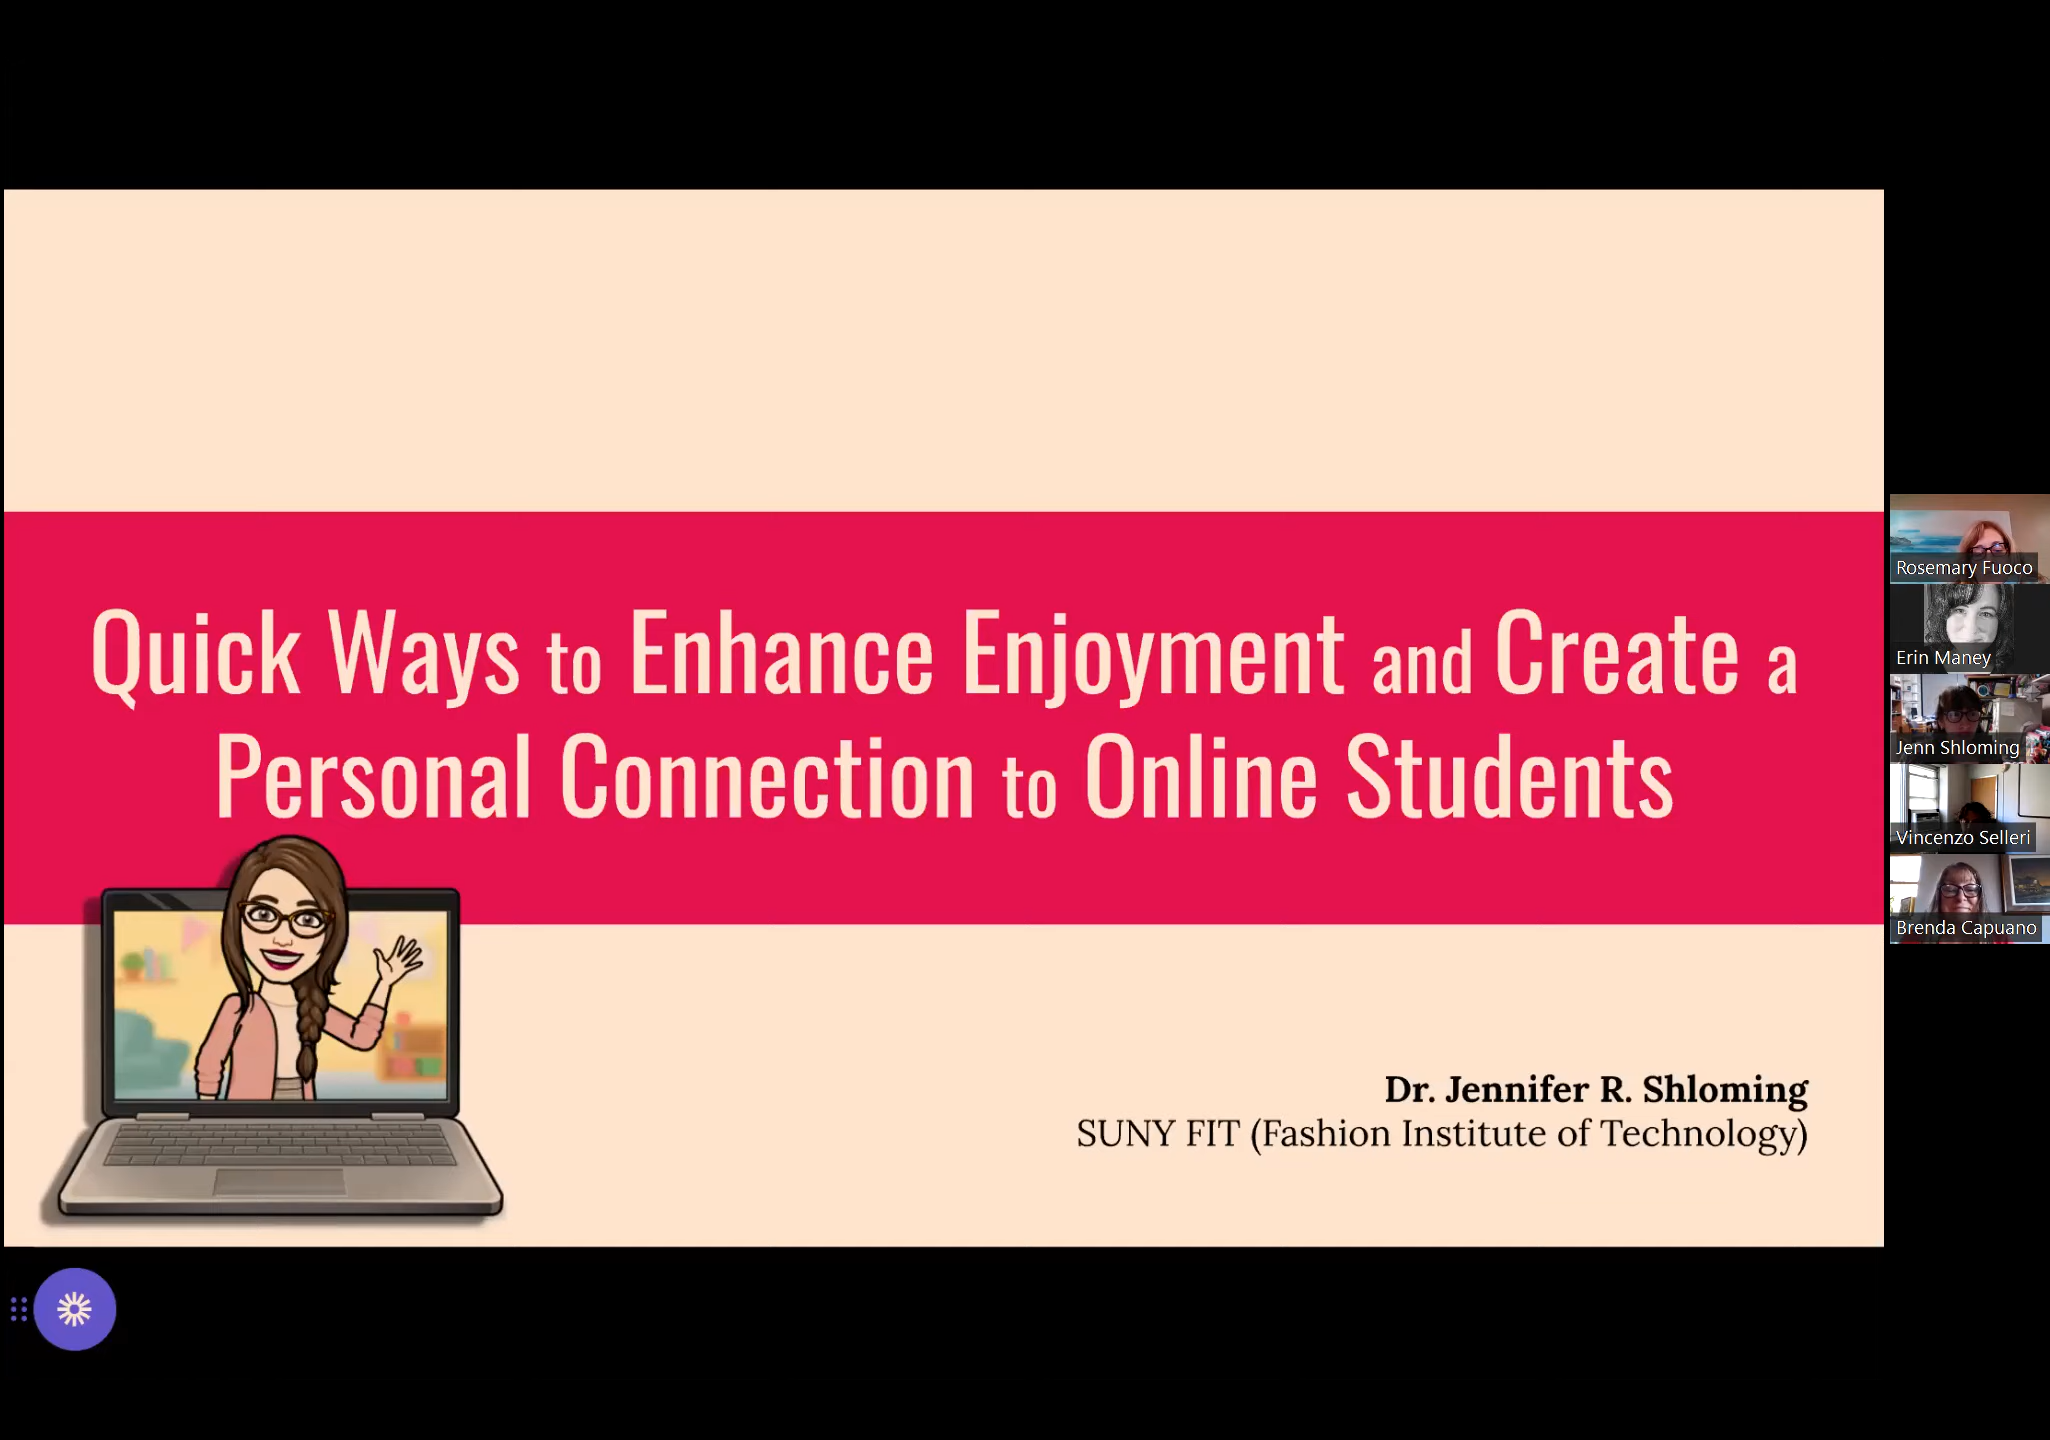 Quick Ways to Enhance Enjoyment and Create a
Personal Connection to Online Students
Dr. Jennifer R. Shloming
SUNY FIT (Fashion Institute of Technology)
Rosemary Fuoco
Erin Maney
Jenn Shloming
Vincenzo Selleri
Brenda Capuano